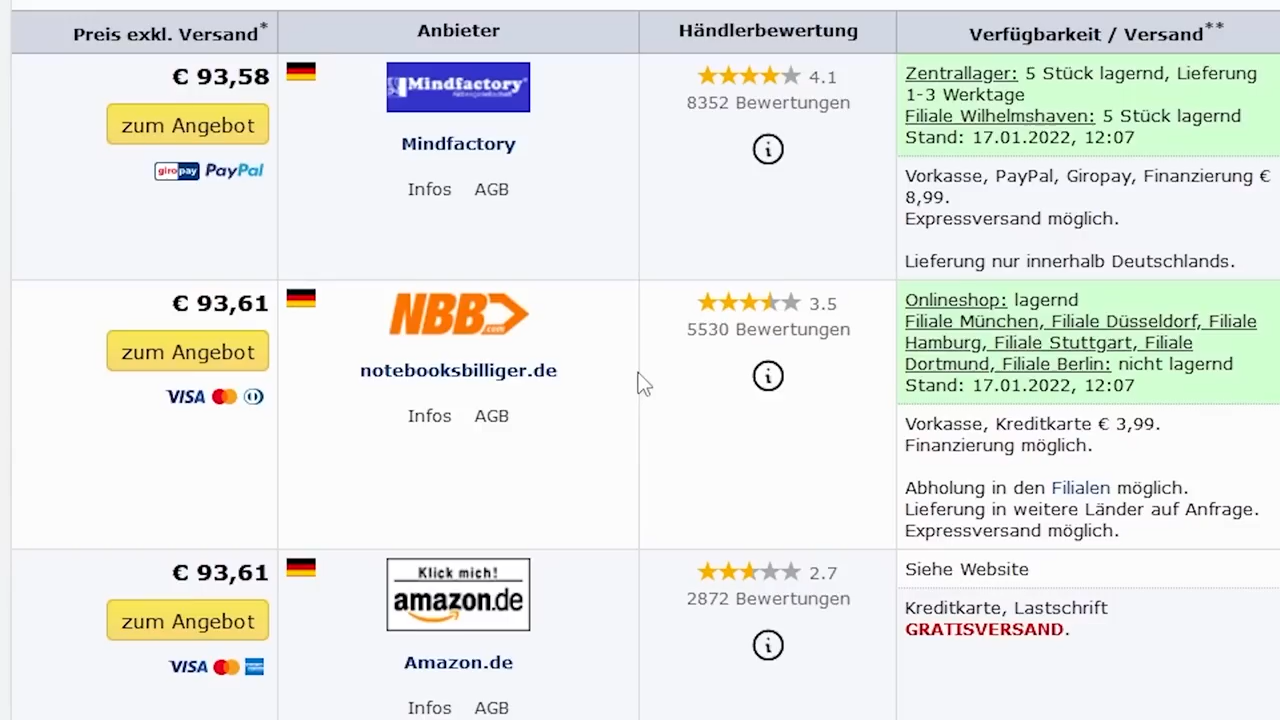 Preis exkl. Versand*
Anbieter
Händlerbewertung
Verfügbarkeit / Versand**
€ 93,58
zum Angebot
giropay PayPal
Mindfactory
Mindfactory
Infos AGB
4.1
8352 Bewertungen
Zentrallager: 5 Stück lagernd, Lieferung
1-3 Werktage
Filiale Wilhelmshaven: 5 Stück lagernd
Stand: 17.01.2022, 12:07
Vorkasse, PayPal, Giropay, Finanzierung €
8,99.
Expressversand möglich.
Lieferung nur innerhalb Deutschlands.
€ 93,61
zum Angebot
VISA
NBB.com
notebooksbilliger.de
Infos AGB
3.5
5530 Bewertungen
Onlineshop: lagernd
Filiale München, Filiale Düsseldorf, Filiale
Hamburg, Filiale Stuttgart, Filiale
Dortmund, Filiale Berlin: nicht lagernd
Stand: 17.01.2022, 12:07
Vorkasse, Kreditkarte € 3,99.
Finanzierung möglich.
Abholung in den Filialen möglich.
Lieferung in weitere Länder auf Anfrage.
Expressversand möglich.
€ 93,61
zum Angebot
VISA
Klick mich!
amazon.de
Amazon.de
Infos AGB
2.7
2872 Bewertungen
Siehe Website
Kreditkarte, Lastschrift
GRATISVERSAND.